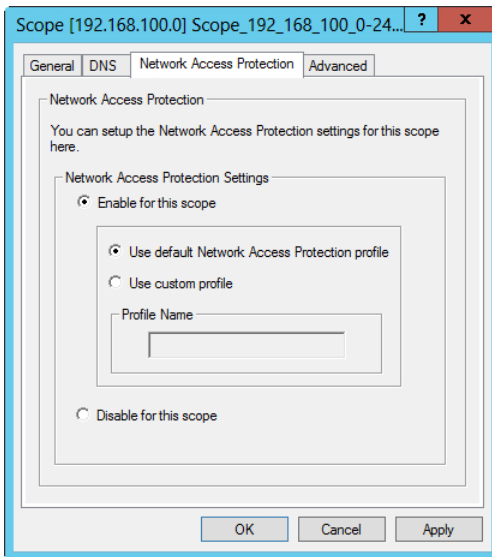 Scope [192.168.100.0] Scope_192_168_100_0-24... ? x
General DNS Network Access Protection Advanced
Network Access Protection
You can setup the Network Access Protection settings for this scope
here.
Network Access Protection Settings
Enable for this scope
Use default Network Access Protection profile
Use custom profile
Profile Name
Disable for this scope
OK Cancel Apply